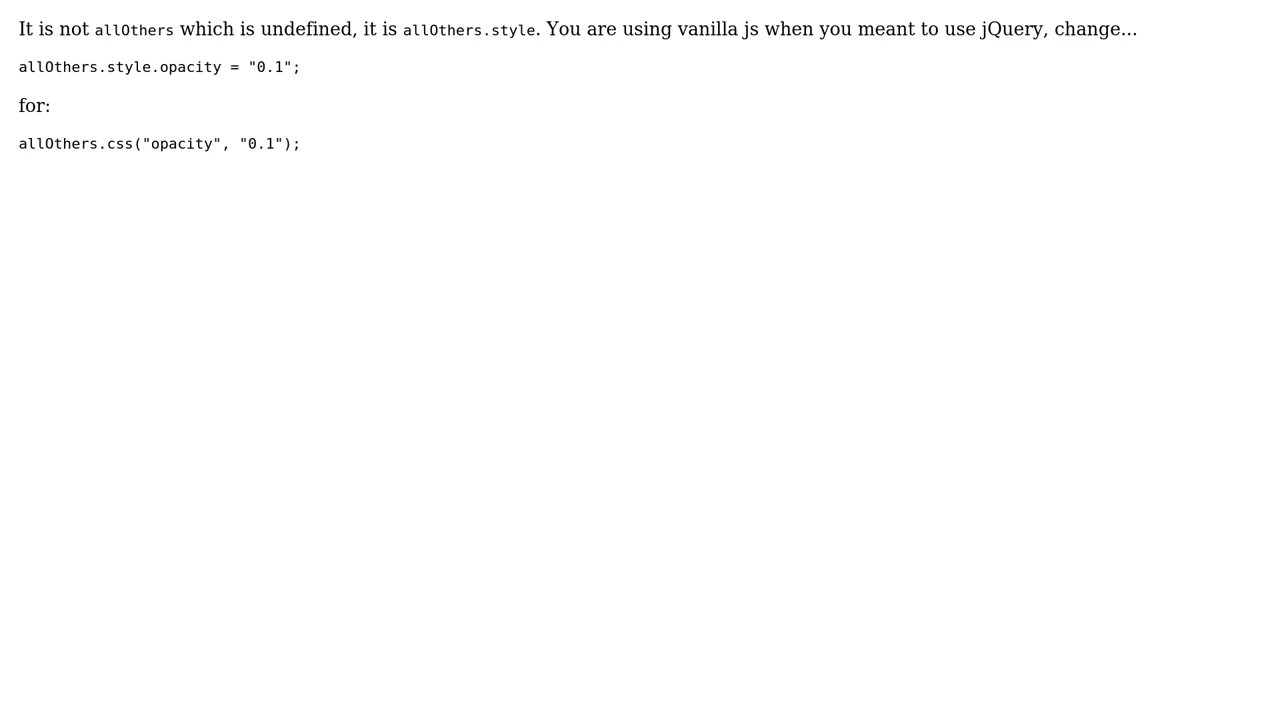 It is not allOthers which is undefined, it is allOthers.style. You are using vanilla js when you meant to use jQuery, change...
allOthers.style.opacity = "0.1";
for:
allOthers.css("opacity", "0.1");